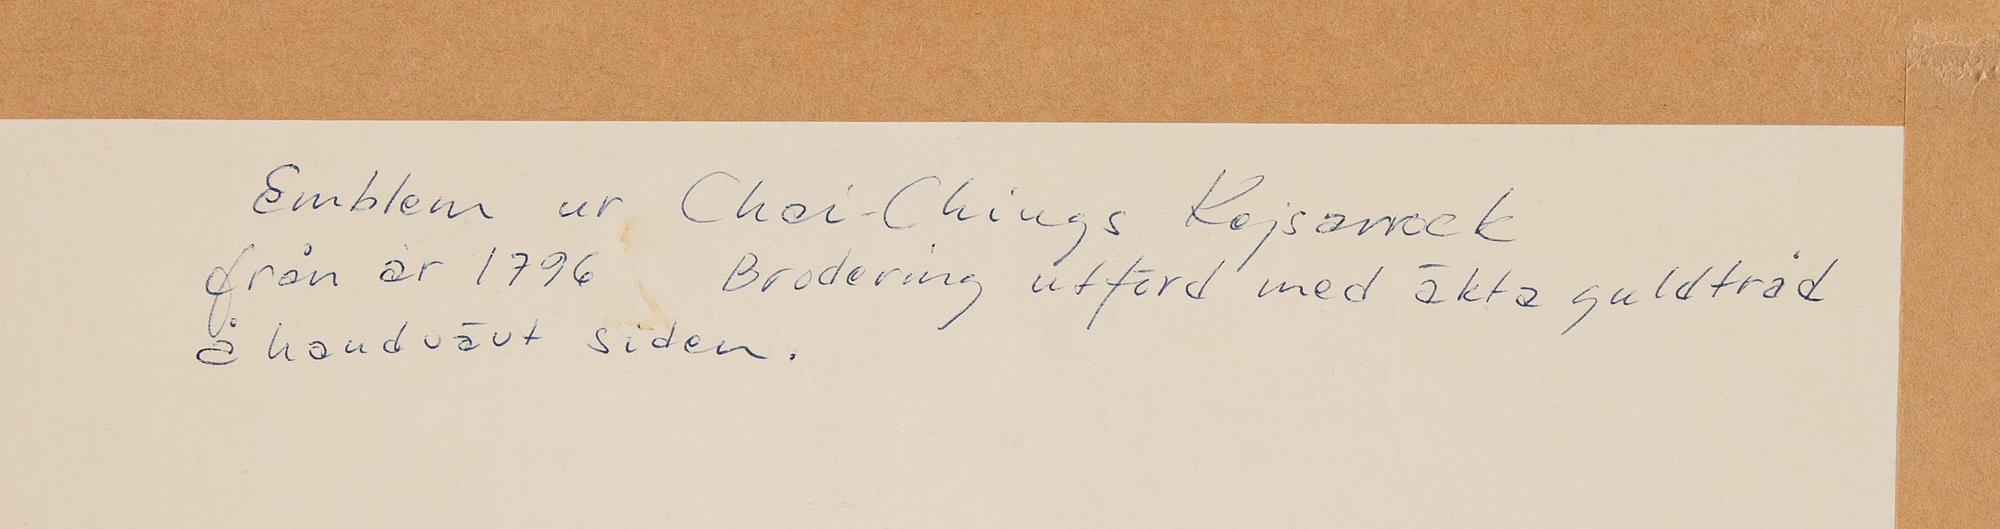 Emblem ur Chai-Chings Kejsarrock
från år 1796 Brodering utförd med äkta guldtråd
å handvävt siden.